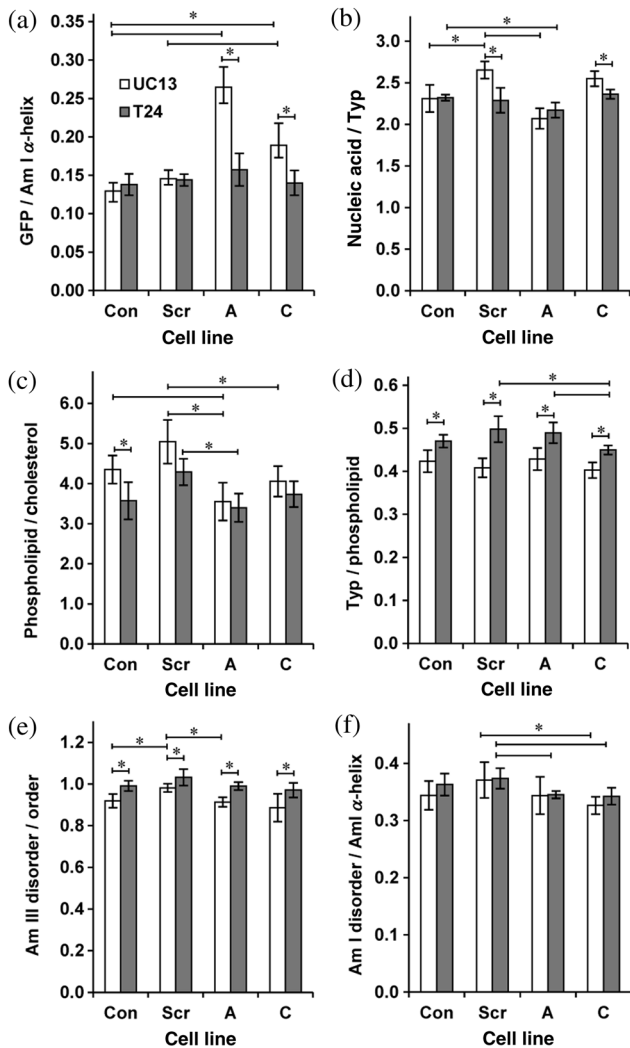 (a)
GFP / Am I α-helix
0.35
0.30
0.25
0.20
0.15
0.10
0.05
0.00
UC13
T24
*
*
*
Con Scr A C
Cell line
(b)
Nucleic acid / Typ
3.0
2.5
2.0
1.5
1.0
0.5
0.0
*
*
*
*
Con Scr A C
Cell line
(c)
Phospholipid / cholesterol
6.0
5.0
4.0
3.0
2.0
1.0
0.0
*
*
*
*
Con Scr A C
Cell line
(d)
Typ / phospholipid
0.6
0.5
0.4
0.3
0.2
0.1
0.0
*
*
*
*
*
Con Scr A C
Cell line
(e)
Am III disorder / order
1.2
1.0
0.8
0.6
0.4
0.2
0.0
*
*
*
*
*
*
Con Scr A C
Cell line
(f)
Am I disorder / AmI α-helix
0.4
0.3
0.2
0.1
0.0
*
Con Scr A C
Cell line